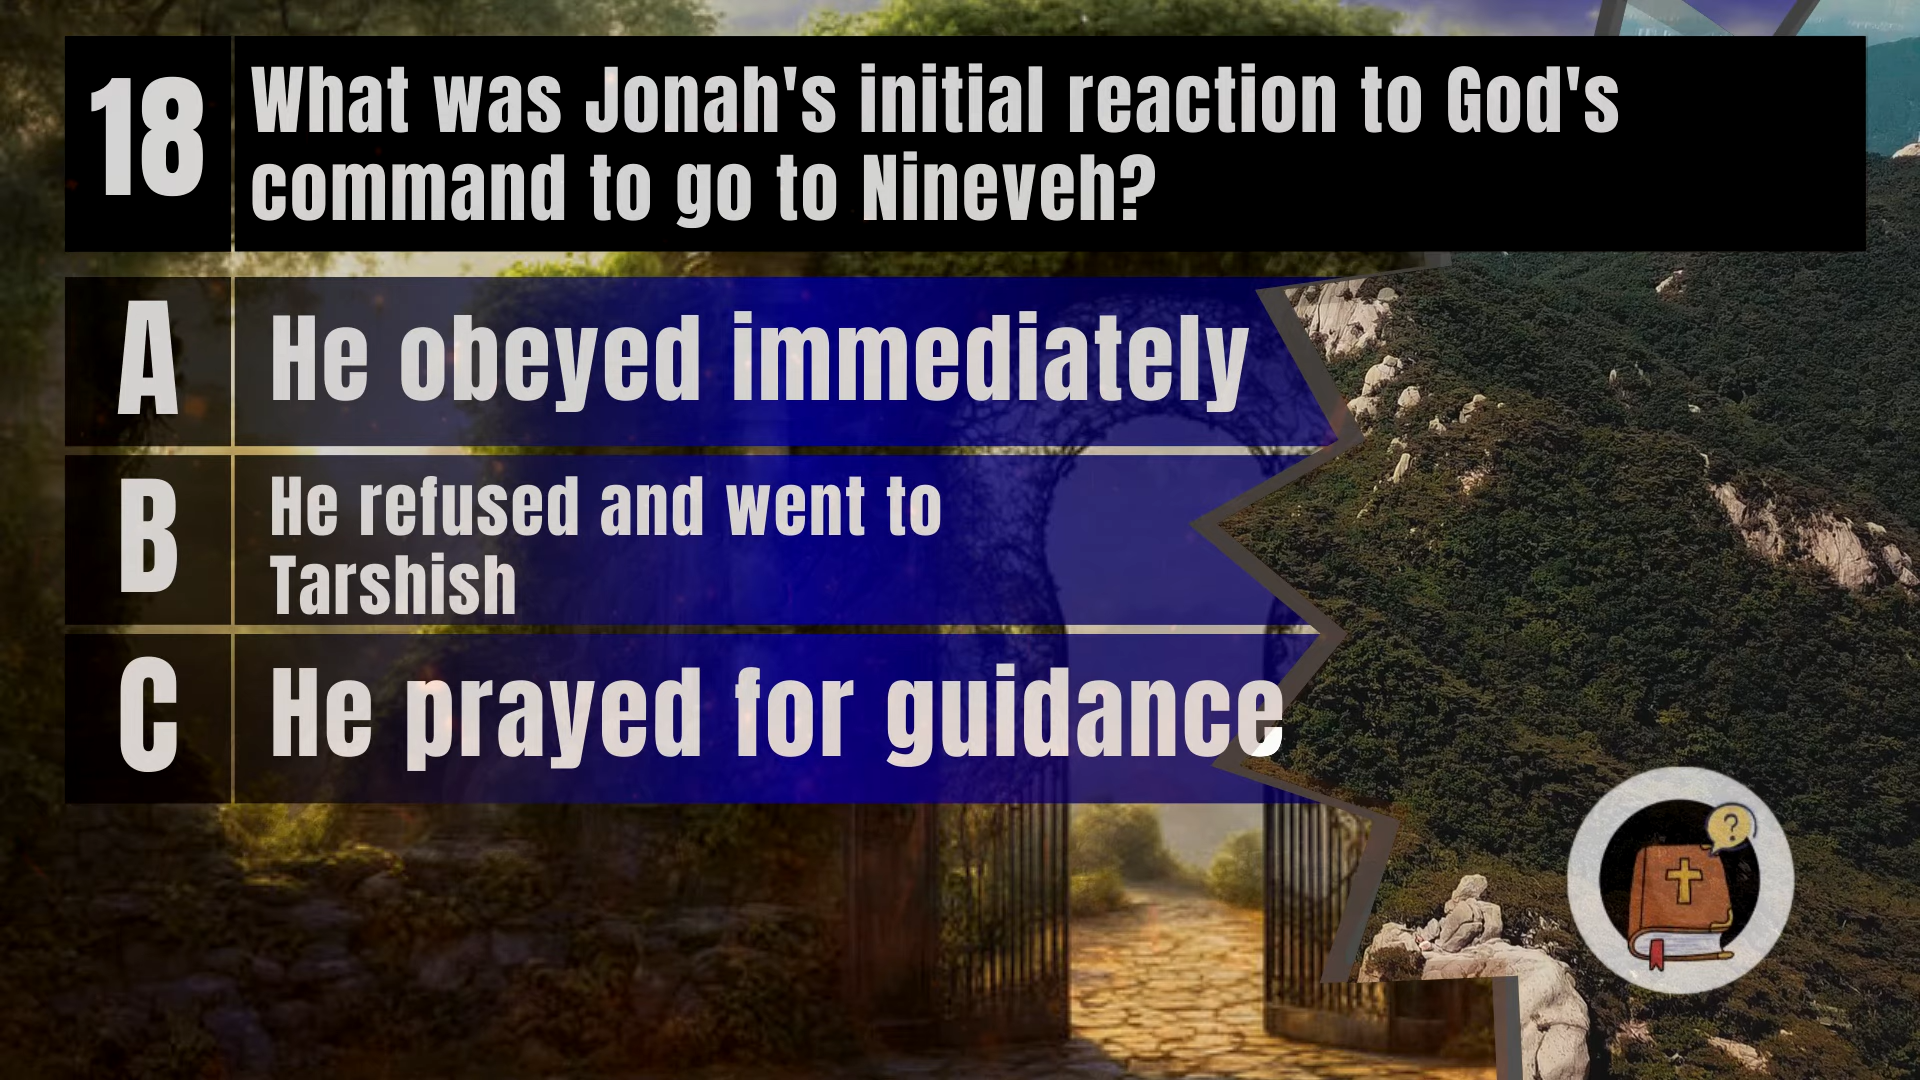 18
What was Jonah's initial reaction to God's
command to go to Nineveh?
A
He obeyed immediately
B
He refused and went to
Tarshish
C
He prayed for guidance
?